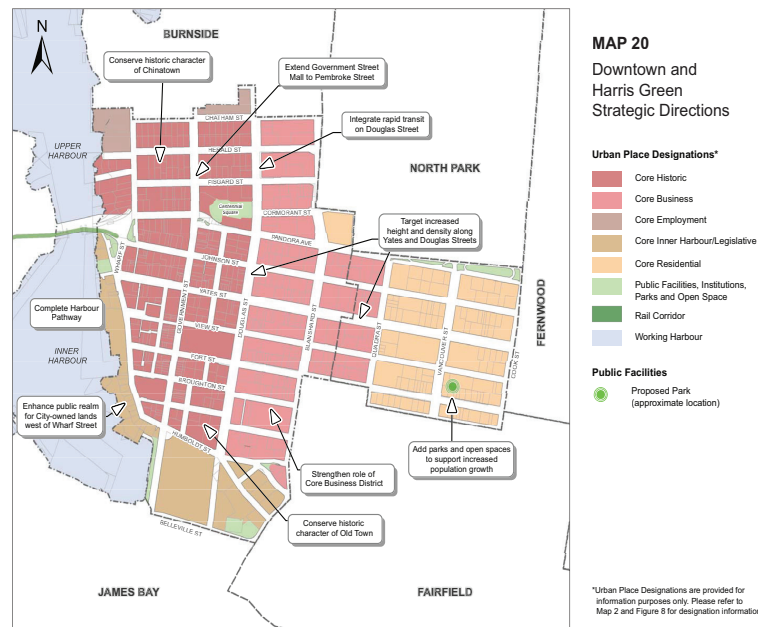 N
BURNSIDE
Conserve historic character
of Chinatown
Extend Government Street
Mall to Pembroke Street
Integrate rapid transit
on Douglas Street
CHATHAM ST
HERALD ST
FISGARD ST
UPPER
HARBOUR
NORTH PARK
Centennial
Square
CORMORANT ST
PANDORA AVE
Target increased
height and density along
Yates and Douglas Streets
JOHNSON ST
WHARF ST
YATES ST
GOVERNMENT ST
DOUGLAS ST
VIEW ST
BLANSHARD ST
QUADRA ST
VANCOUVER ST
COOK ST
FERNWOOD
Complete Harbour
Pathway
INNER
HARBOUR
FORT ST
BROUGHTON ST
Enhance public realm
for City-owned lands
west of Wharf Street
HUMBOLDT ST
Add parks and open spaces
to support increased
population growth
Strengthen role of
Core Business District
Conserve historic
character of Old Town
BELLEVILLE ST
JAMES BAY
FAIRFIELD
MAP 20
Downtown and
Harris Green
Strategic Directions
Urban Place Designations*
Core Historic
Core Business
Core Employment
Core Inner Harbour/Legislative
Core Residential
Public Facilities, Institutions,
Parks and Open Space
Rail Corridor
Working Harbour
Public Facilities
Proposed Park
(approximate location)
*Urban Place Designations are provided for
information purposes only. Please refer to
Map 2 and Figure 8 for designation information